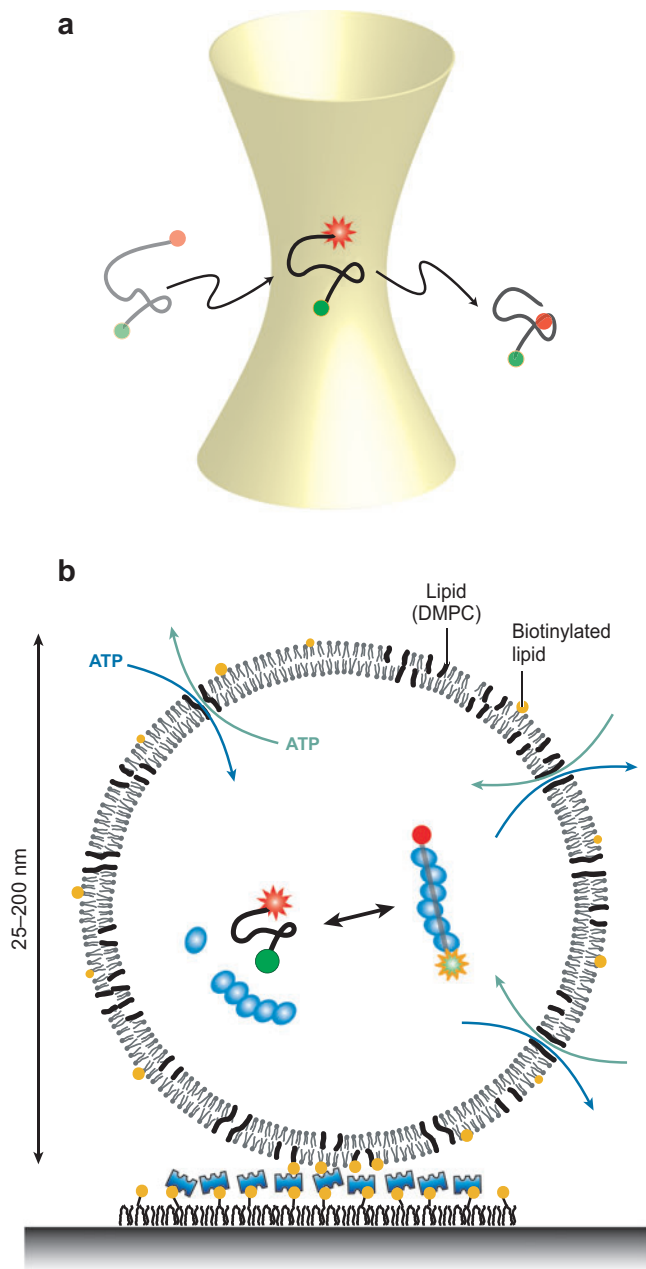 a
b
Lipid
(DMPC)
Biotinylated
lipid
ATP
ATP
25–200 nm